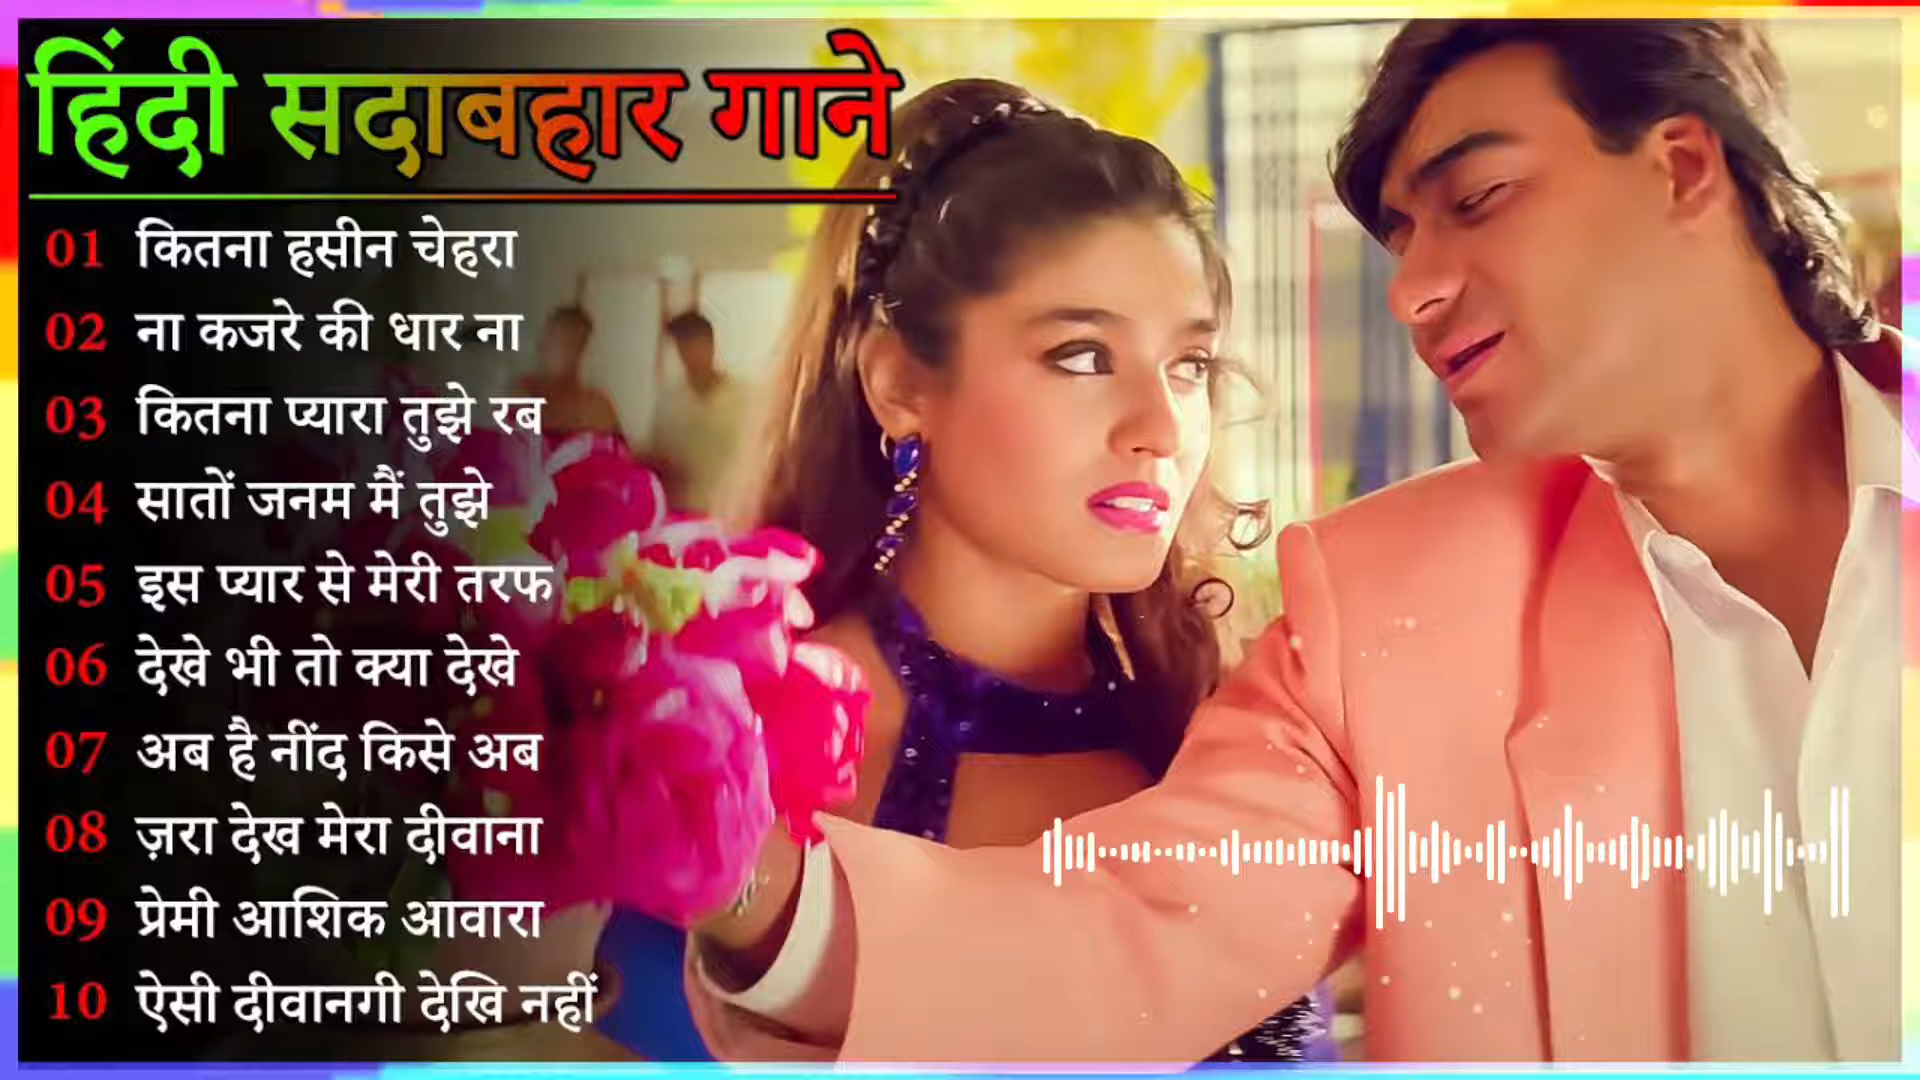 हिंदी सदाबहार गाने
01 कितना हसीन चेहरा
02 ना कजरे की धार ना
03 कितना प्यारा तुझे रब
04 सातों जनम मैं तुझे
05 इस प्यार से मेरी तरफ
06 देखे भी तो क्या देखे
07 अब है नींद किसे अब
08 ज़रा देख मेरा दीवाना
09 प्रेमी आशिक आवारा
10 ऐसी दीवानगी देखि नहीं